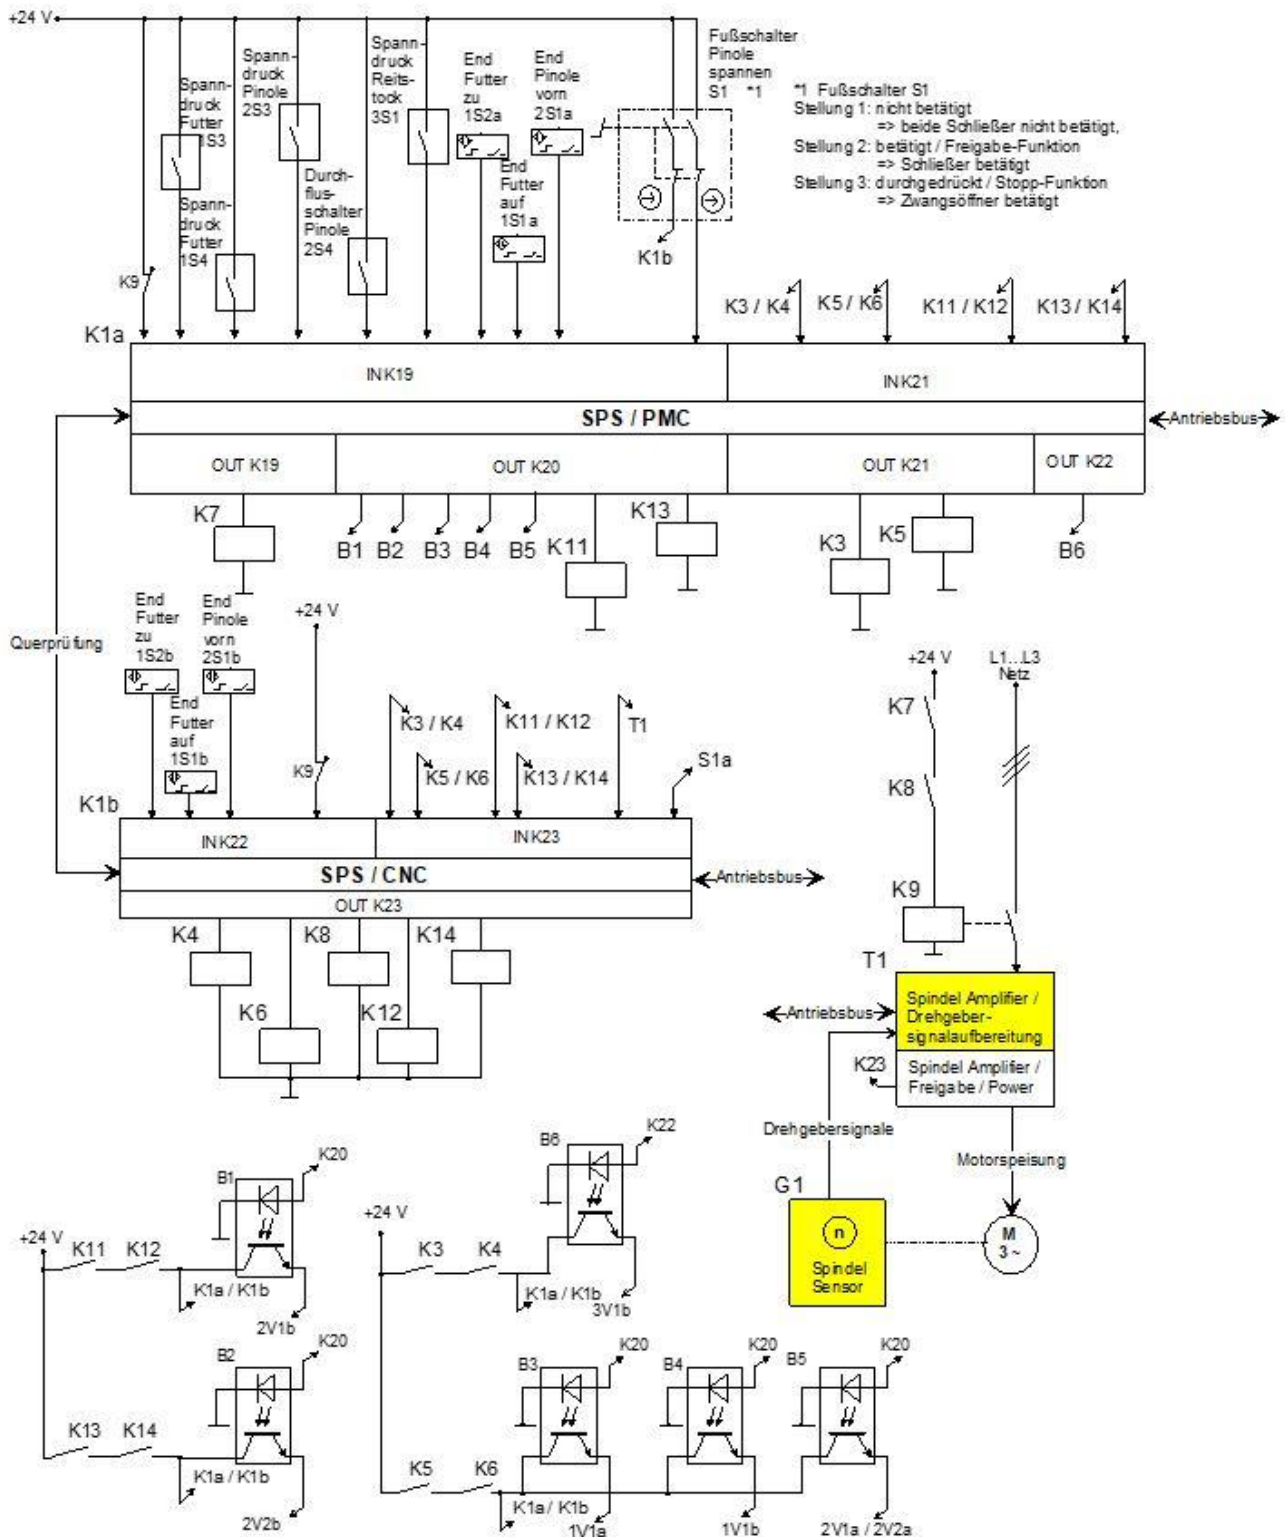 +24 V
Spann-
druck
Futter
1S3
Spann-
druck
Futter
1S4
Spann-
druck
Pinole
2S3
Durch-
flus-
schalter
Pinole
2S4
Spann-
druck
Reits-
tock
3S1
End
Futter
zu
1S2a
End
Futter
auf
1S1a
End
Pinole
vorn
2S1a
Fußschalter
Pinole
spannen
S1 *1
*1 Fußschalter S1
Stellung 1: nicht betätigt
=> beide Schließer nicht betätigt,
Stellung 2: betätigt / Freigabe-Funktion
=> Schließer betätigt
Stellung 3: durchgedrückt / Stopp-Funktion
=> Zwangsöffner betätigt
K9
K1b
K3 / K4
K5 / K6
K11 / K12
K13 / K14
K1a
INK19
INK21
SPS / PMC
Antriebsbus
OUT K19
OUT K20
OUT K21
OUT K22
K7
B1
B2
B3
B4
B5
K11
K13
K3
K5
B6
Querprüfung
End
Futter
zu
1S2b
End
Pinole
vorn
2S1b
End
Futter
auf
1S1b
+24 V
K9
K3 / K4
K5 / K6
K11 / K12
K13 / K14
T1
S1a
K1b
INK22
INK23
SPS / CNC
Antriebsbus
OUT K23
K4
K8
K14
K6
K12
+24 V
L1...L3
Netz
K7
K8
K9
T1
Spindel Amplifier /
Drehgeber-
signalaufbereitung
Antriebsbus
K23
Spindel Amplifier /
Freigabe / Power
Drehgebersignale
Motorspeisung
G1
n
Spindel
Sensor
M
3 ~
+24 V
K11
K12
B1
K20
K1a / K1b
2V1b
K13
K14
B2
K20
K1a / K1b
2V2b
+24 V
K3
K4
B6
K22
K1a / K1b
3V1b
K5
K6
B3
K20
K1a / K1b
1V1a
B4
K20
1V1b
B5
K20
2V1a / 2V2a